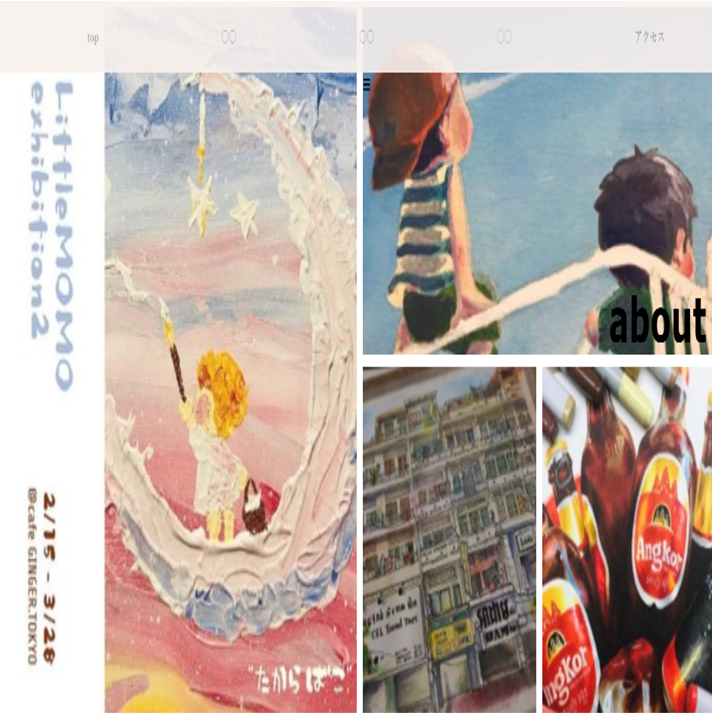 top
○○
○○
○○
アクセス
LittleMOMO
exhibition2
2/15 - 3/28
@cafe GINGER.TOKYO
"たからばこ"
about
Angkor
Angkor